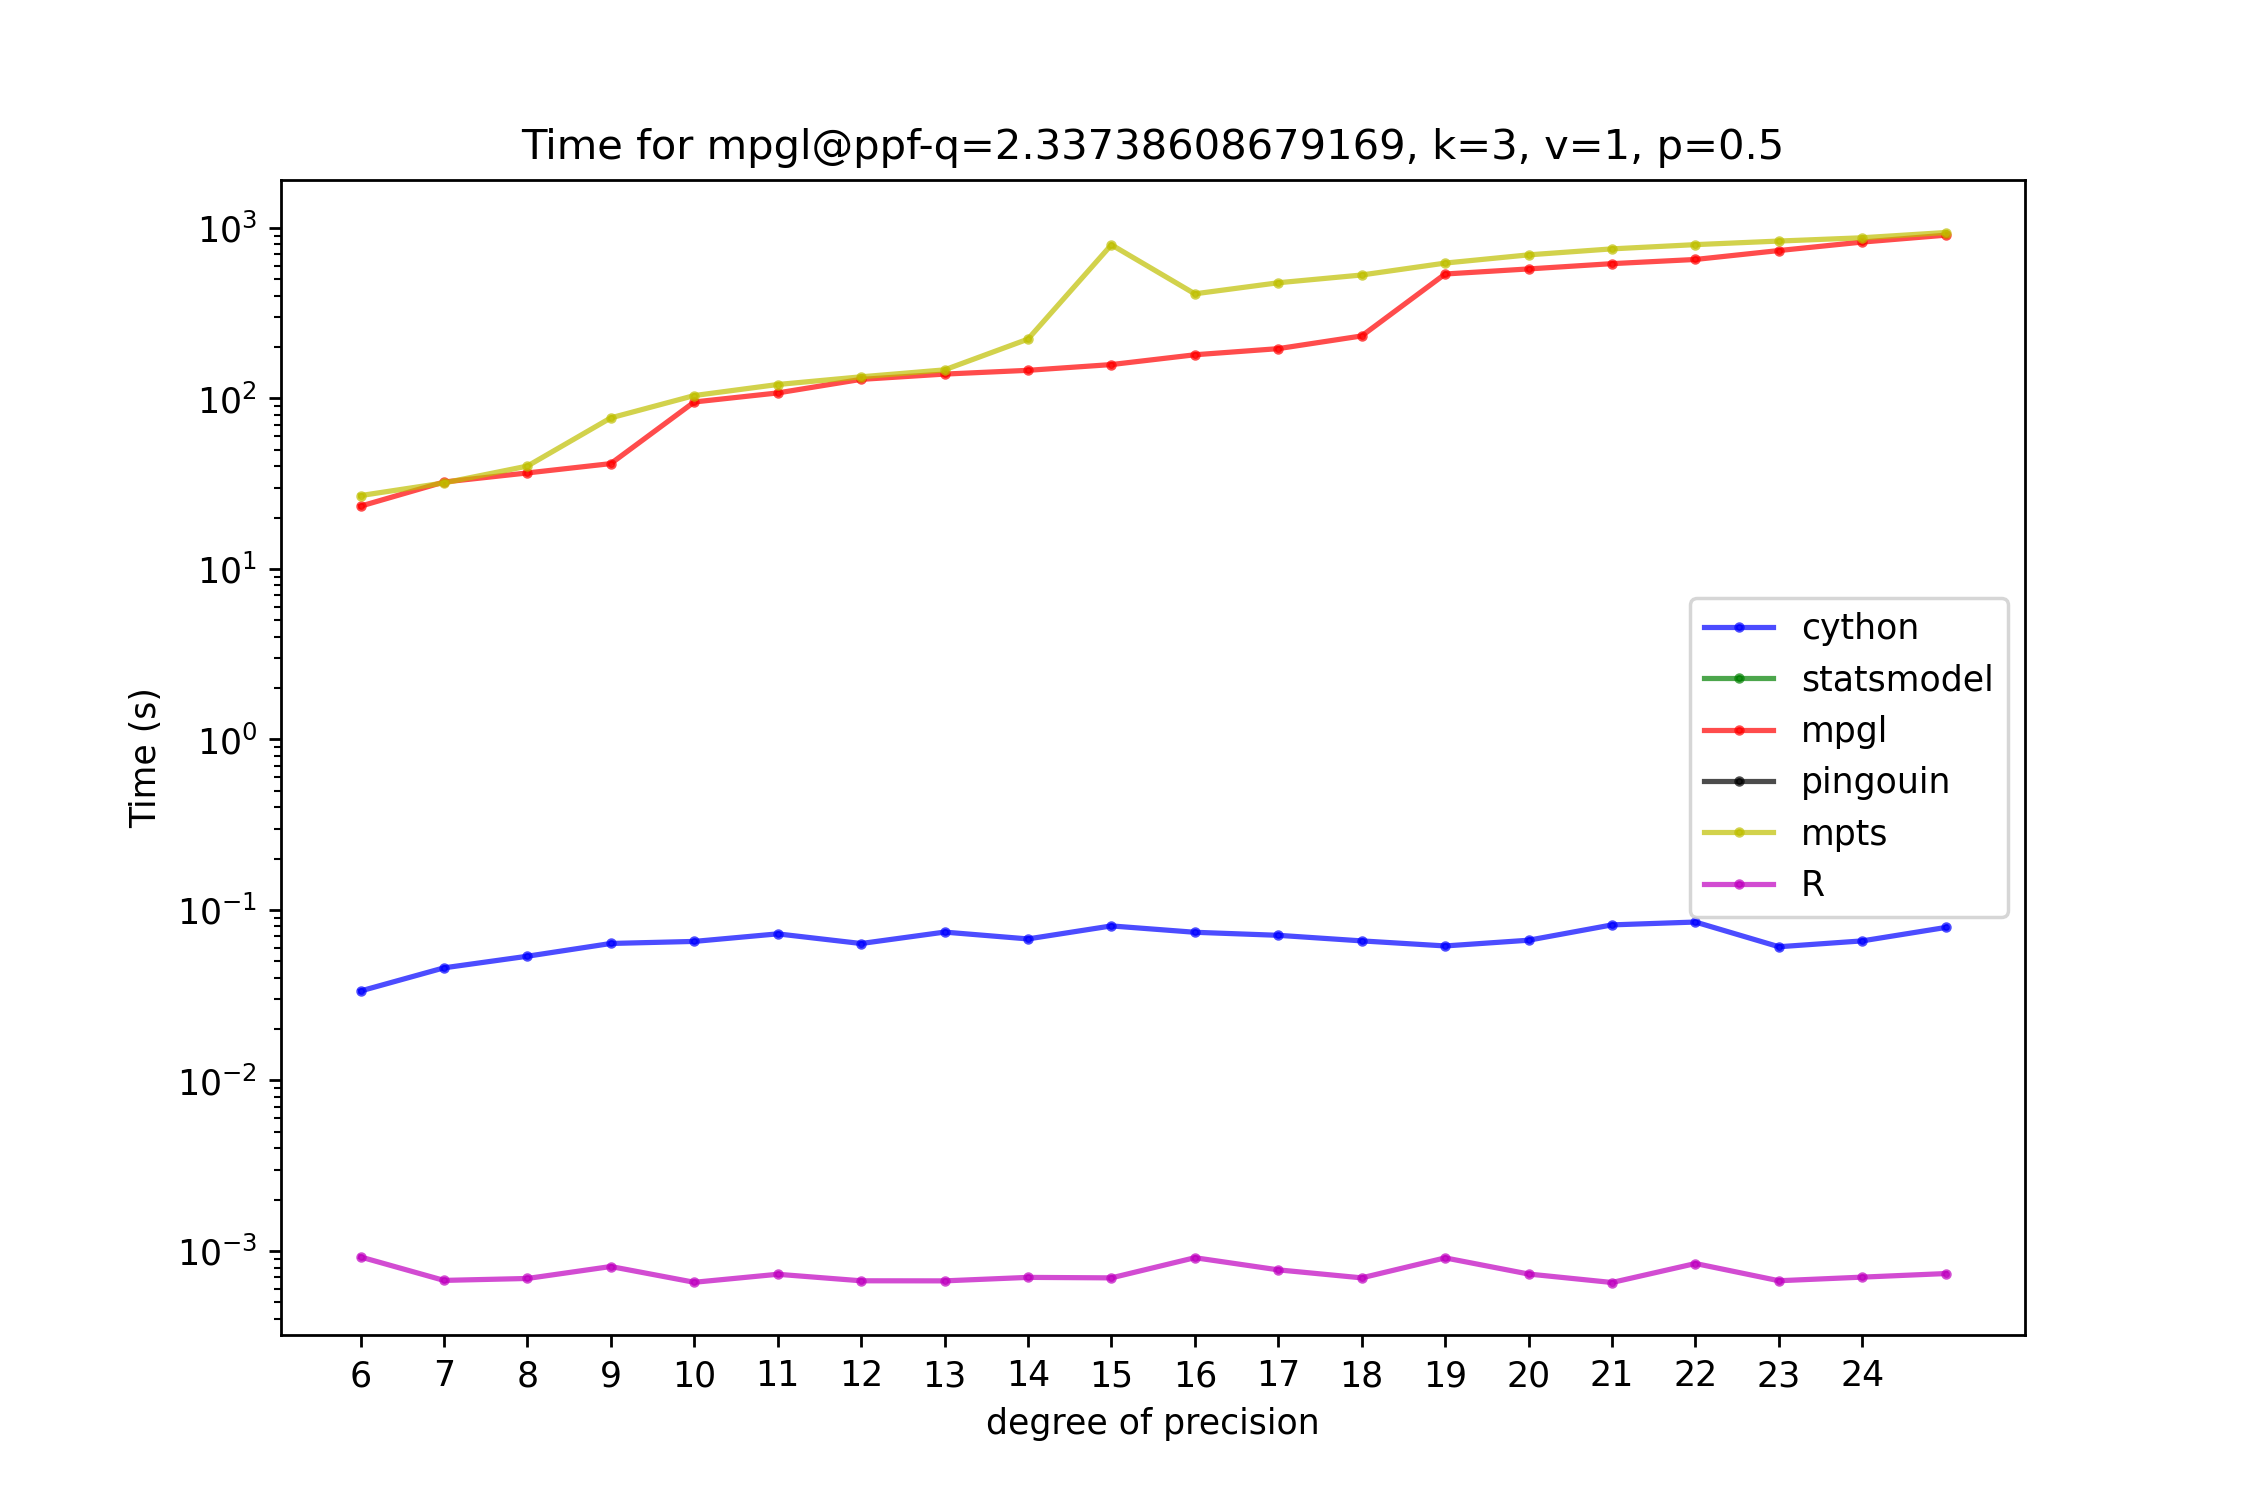 Time for mpgl@ppf-q=2.33738608679169, k=3, v=1, p=0.5
10³
10²
10¹
10⁰
10⁻¹
10⁻²
10⁻³
Time (s)
cython
statsmodel
mpgl
pingouin
mpts
R
6 7 8 9 10 11 12 13 14 15 16 17 18 19 20 21 22 23 24
degree of precision